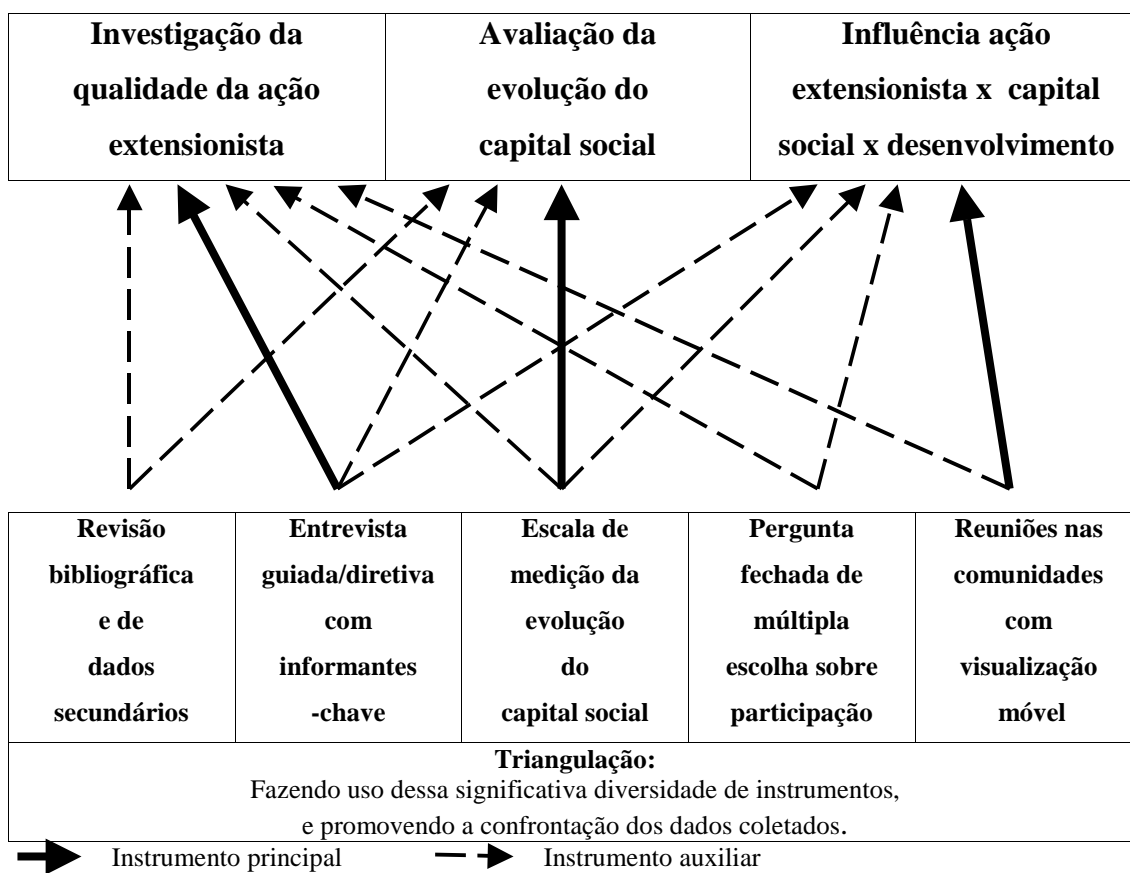 Investigação da
qualidade da ação
extensionista
Avaliação da
evolução do
capital social
Influência ação
extensionista x capital
social x desenvolvimento
Revisão
bibliográfica
e de
dados
secundários
Entrevista
guiada/diretiva
com
informantes
-chave
Escala de
medição da
evolução
do
capital social
Pergunta
fechada de
múltipla
escolha sobre
participação
Reuniões nas
comunidades
com
visualização
móvel
Triangulação:
Fazendo uso dessa significativa diversidade de instrumentos,
e promovendo a confrontação dos dados coletados.
Instrumento principal
Instrumento auxiliar